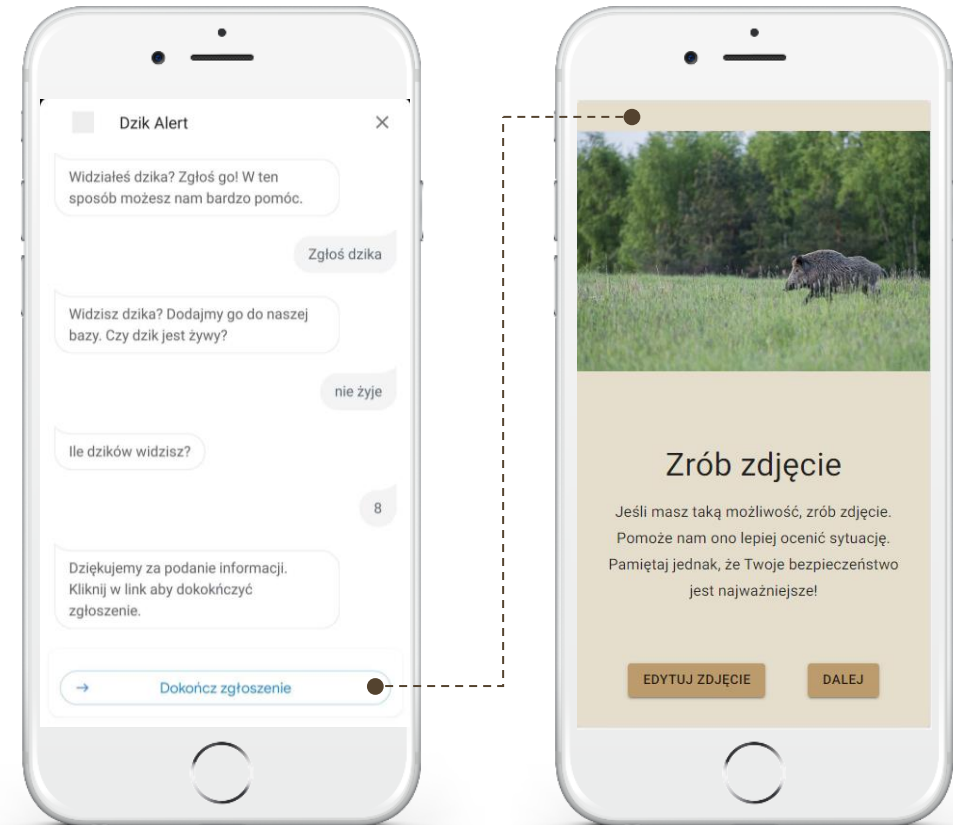 Dzik Alert
Widziałeś dzika? Zgłoś go! W ten
sposób możesz nam bardzo pomóc.
Zgłoś dzika
Widzisz dzika? Dodajmy go do naszej
bazy. Czy dzik jest żywy?
nie żyje
Ile dzików widzisz?
8
Dziękujemy za podanie informacji.
Kliknij w link aby dokokńczyć
zgłoszenie.
Dokończ zgłoszenie
Zrób zdjęcie
Jeśli masz taką możliwość, zrób zdjęcie.
Pomoże nam ono lepiej ocenić sytuację.
Pamiętaj jednak, że Twoje bezpieczeństwo
jest najważniejsze!
EDYTUJ ZDJĘCIE
DALEJ